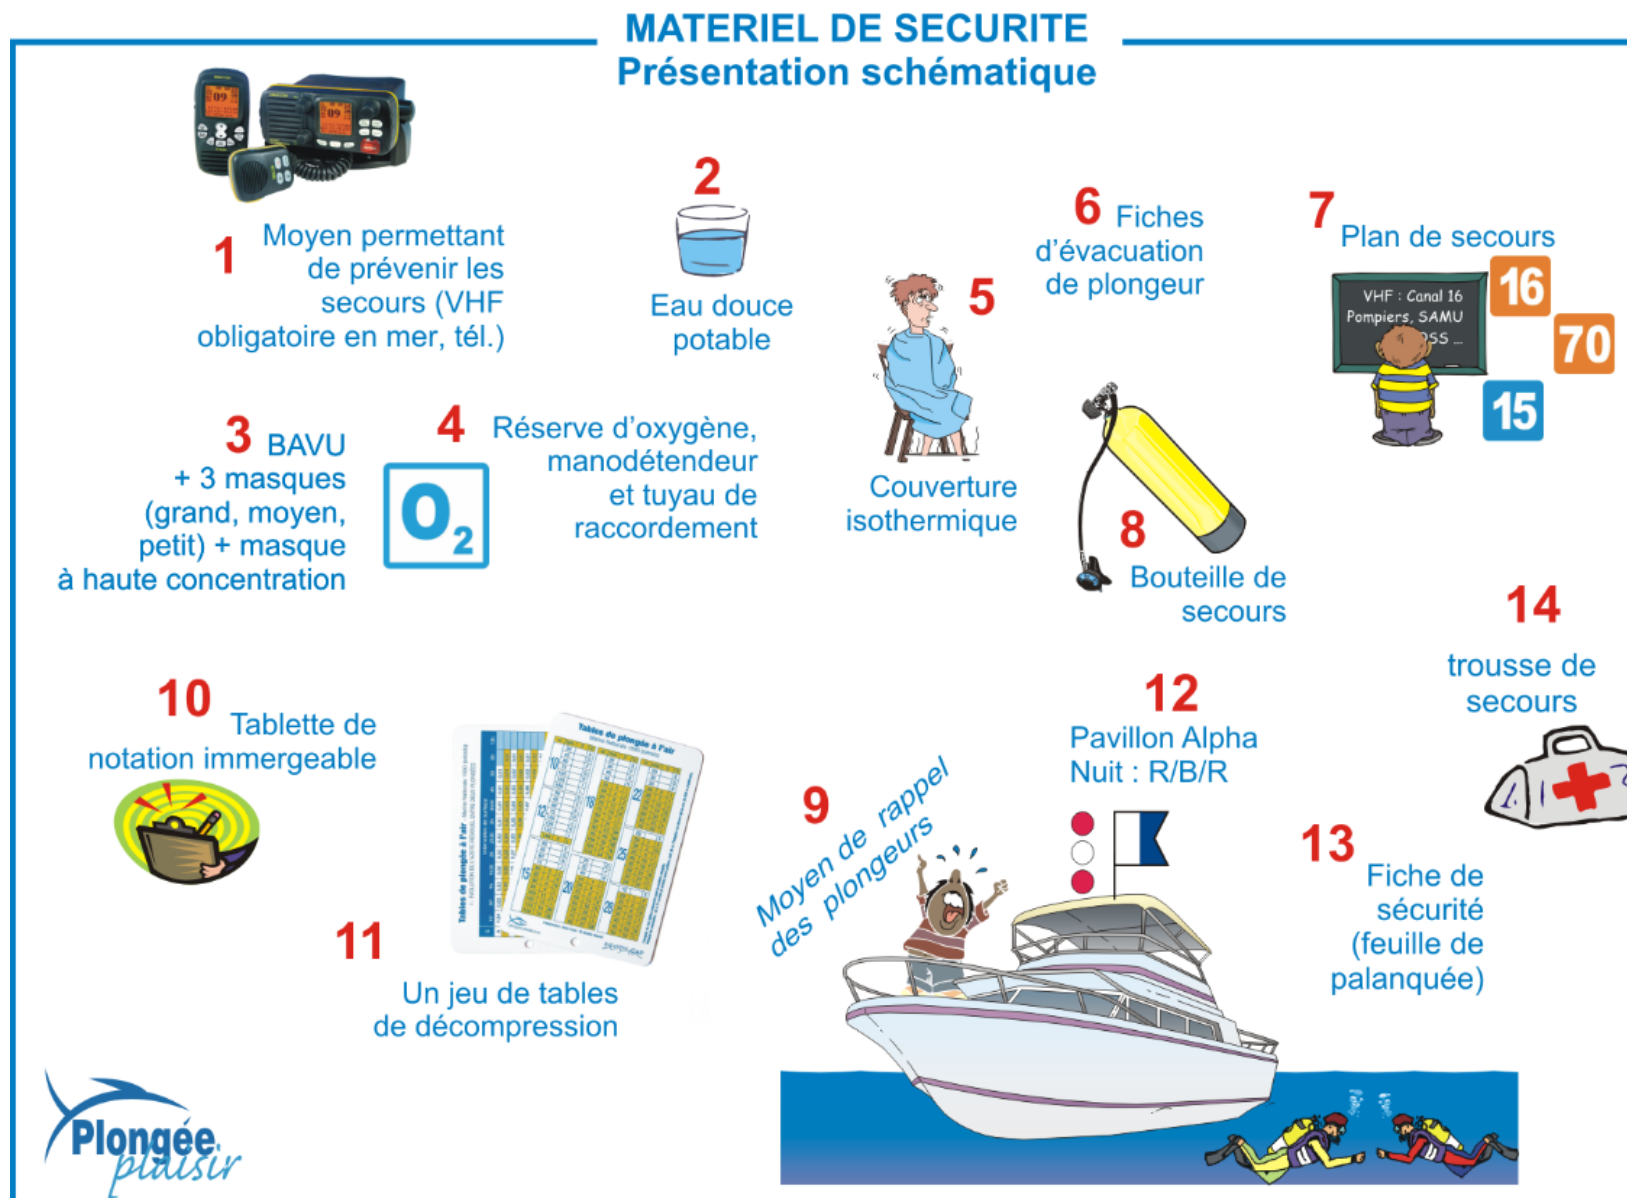 MATERIEL DE SECURITE
Présentation schématique
1
Moyen permettant
de prévenir les
secours (VHF
obligatoire en mer, tél.)
2
Eau douce
potable
3 BAVU
+ 3 masques
(grand, moyen,
petit) + masque
à haute concentration
4
Réserve d’oxygène,
manodétendeur
et tuyau de
raccordement
O2
5
Couverture
isothermique
6 Fiches
d’évacuation
de plongeur
7
Plan de secours
VHF : Canal 16
Pompiers, SAMU
16
70
15
8
Bouteille de
secours
9
Moyen de rappel
des plongeurs
10
Tablette de
notation immergeable
11
Un jeu de tables
de décompression
Tables de plongée à l'air
Tables de plongée à l'air
12
Pavillon Alpha
Nuit : R/B/R
13
Fiche de
sécurité
(feuille de
palanquée)
14
trousse de
secours
Plongée
plaisir